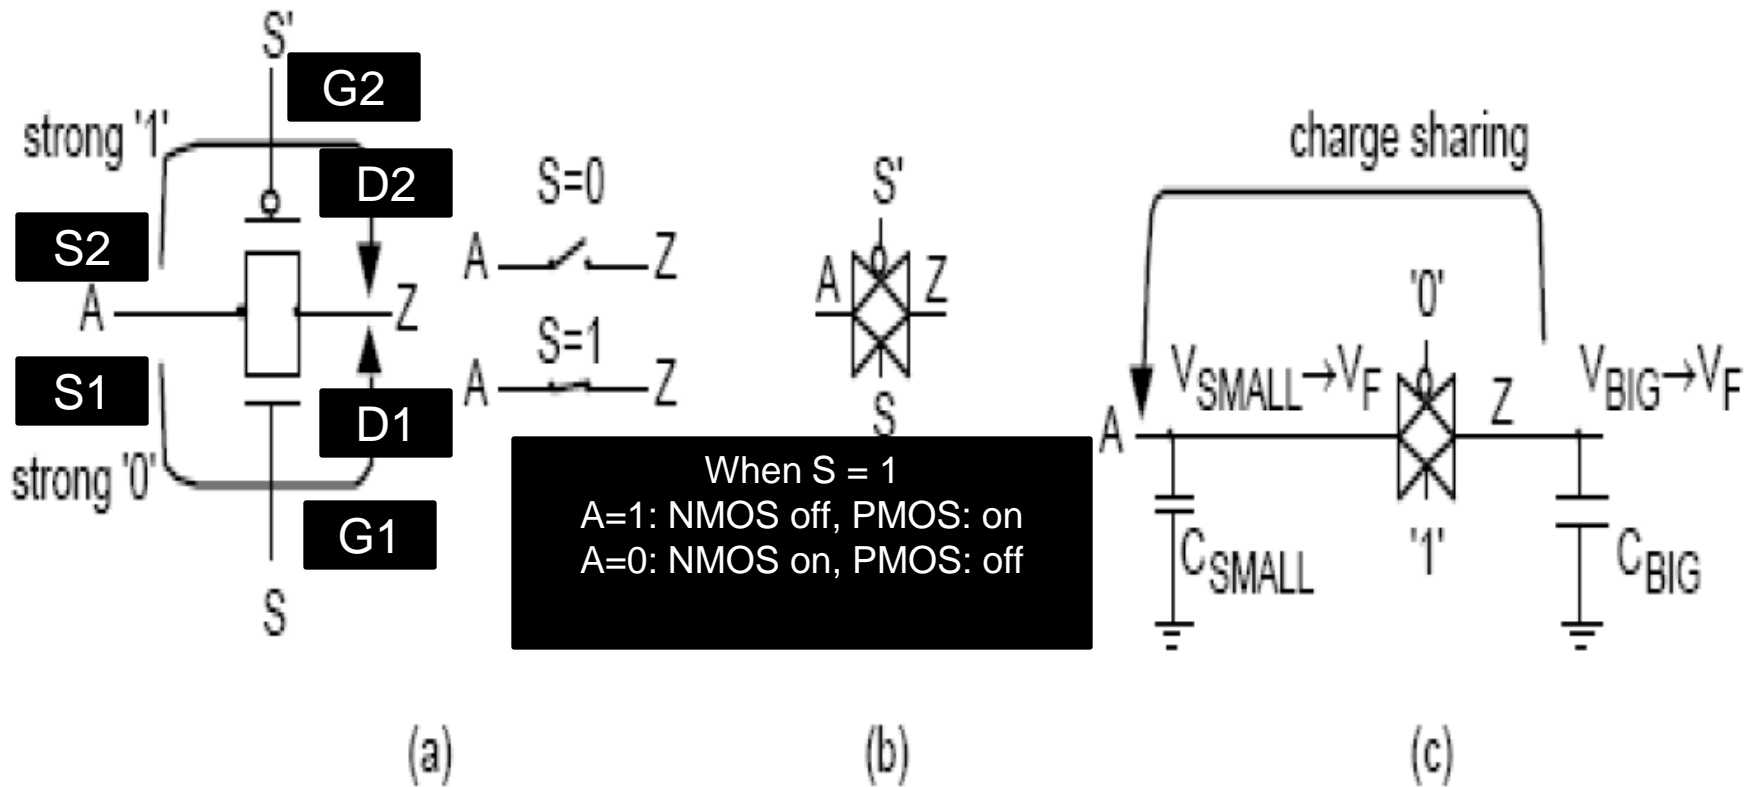 S'
G2
strong '1'
D2
S2
A
Z
S1
D1
strong '0'
G1
S
(a)
S=0
A
Z
S=1
A
Z
S'
A
Z
S
When S = 1
A=1: NMOS off, PMOS: on
A=0: NMOS on, PMOS: off
(b)
charge sharing
'0'
VSMALL→VF
Z
VBIG→VF
A
CSMALL
'1'
CBIG
(c)